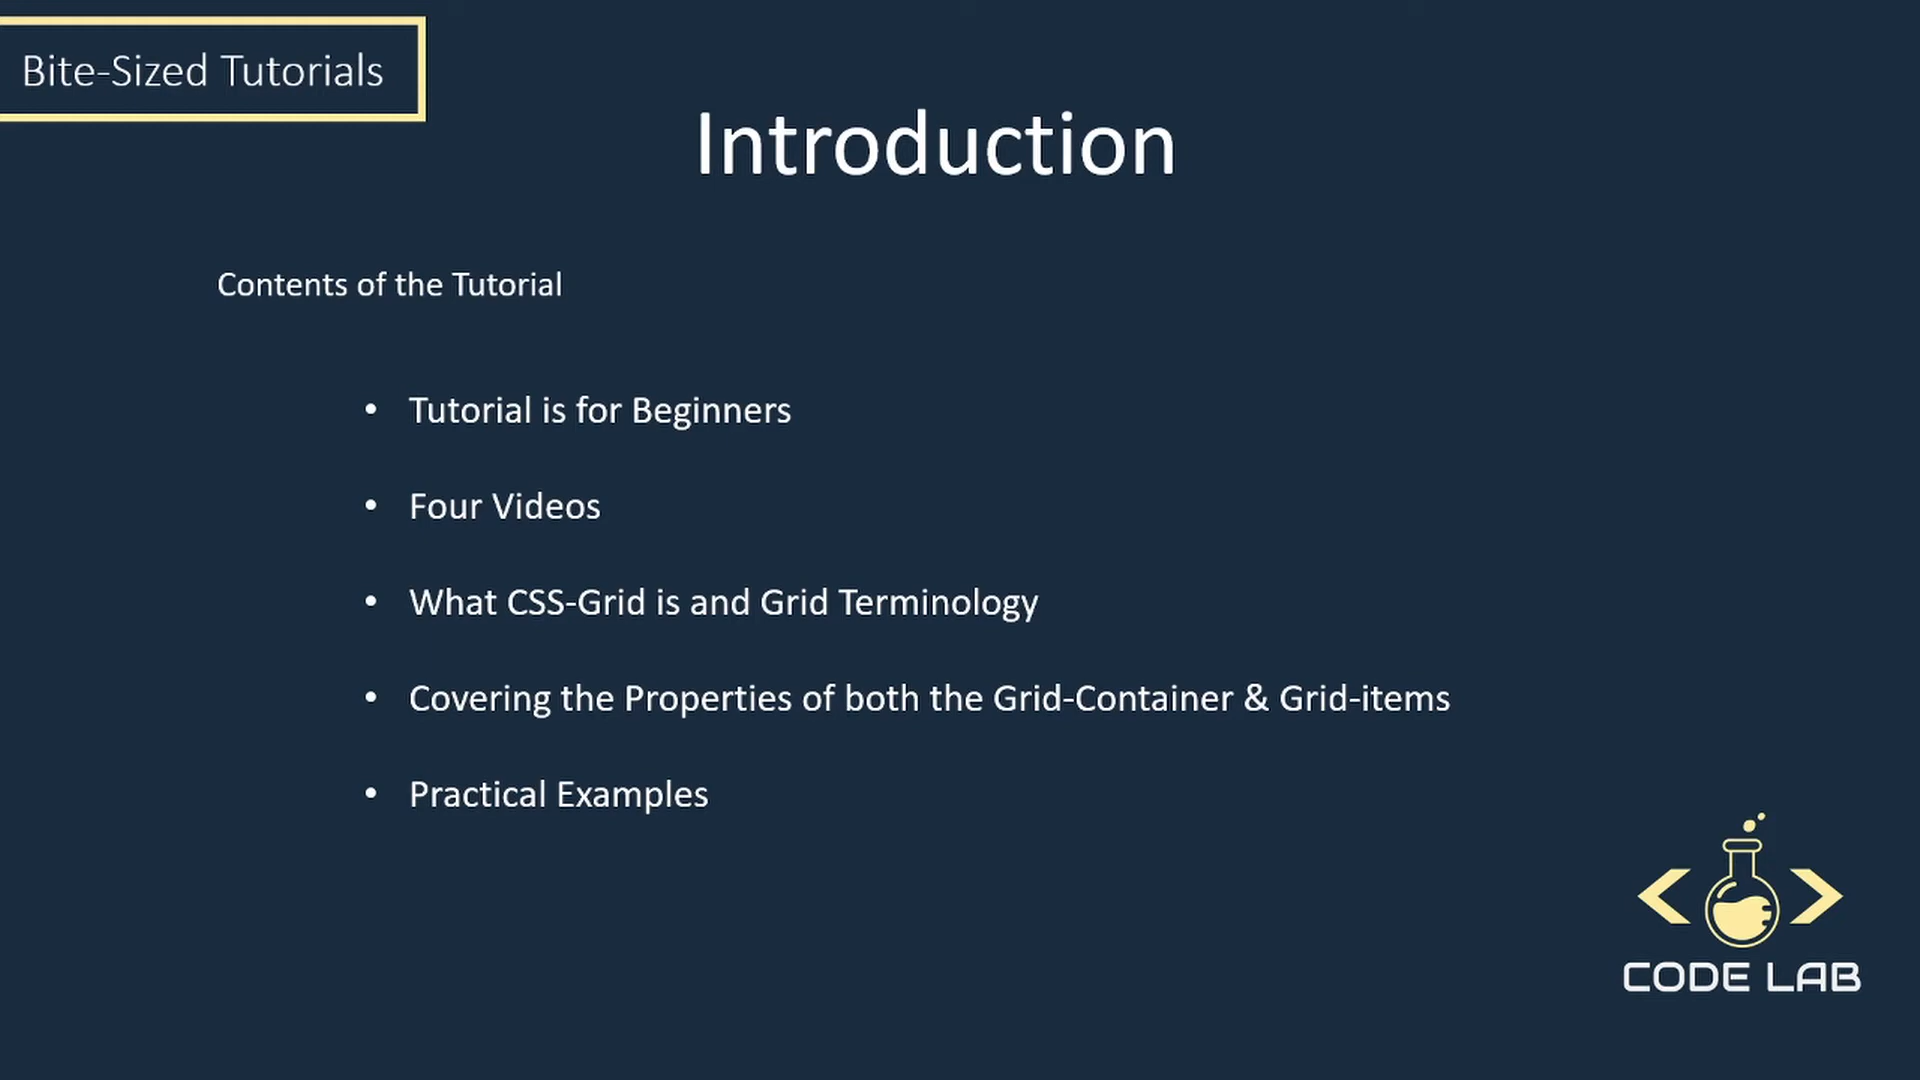 Bite-Sized Tutorials
Introduction
Contents of the Tutorial
• Tutorial is for Beginners
• Four Videos
• What CSS-Grid is and Grid Terminology
• Covering the Properties of both the Grid-Container & Grid-items
• Practical Examples
CODE LAB